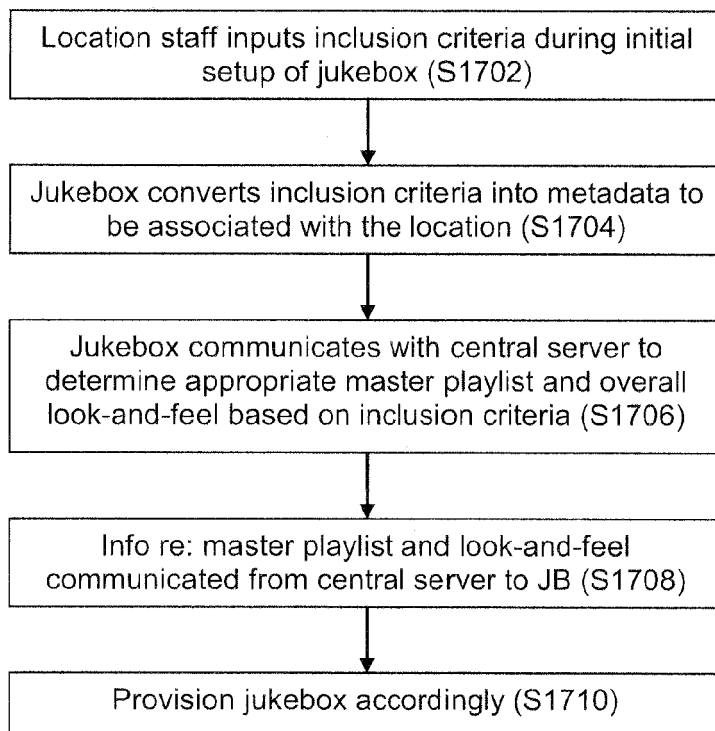 Location staff inputs inclusion criteria during initial
setup of jukebox (S1702)
Jukebox converts inclusion criteria into metadata to
be associated with the location (S1704)
Jukebox communicates with central server to
determine appropriate master playlist and overall
look-and-feel based on inclusion criteria (S1706)
Info re: master playlist and look-and-feel
communicated from central server to JB (S1708)
Provision jukebox accordingly (S1710)